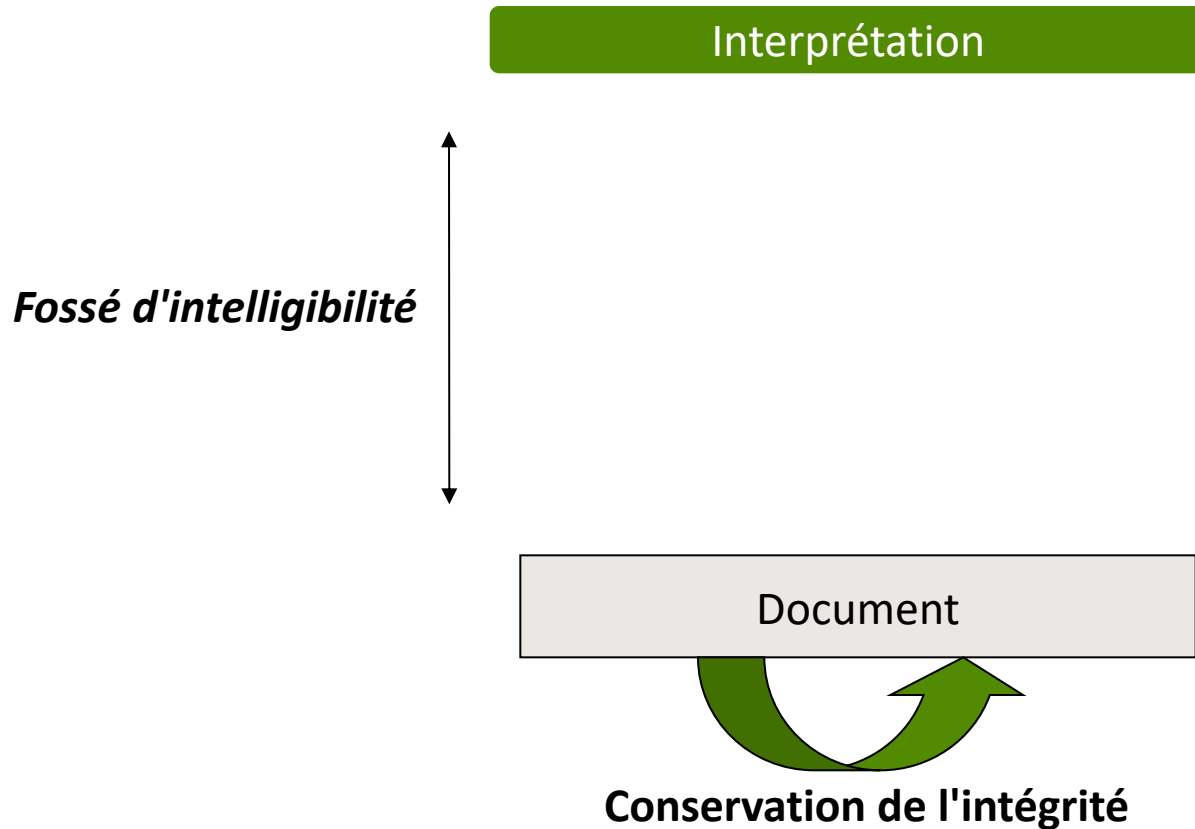 Interprétation
Fossé d'intelligibilité
Document
Conservation de l'intégrité